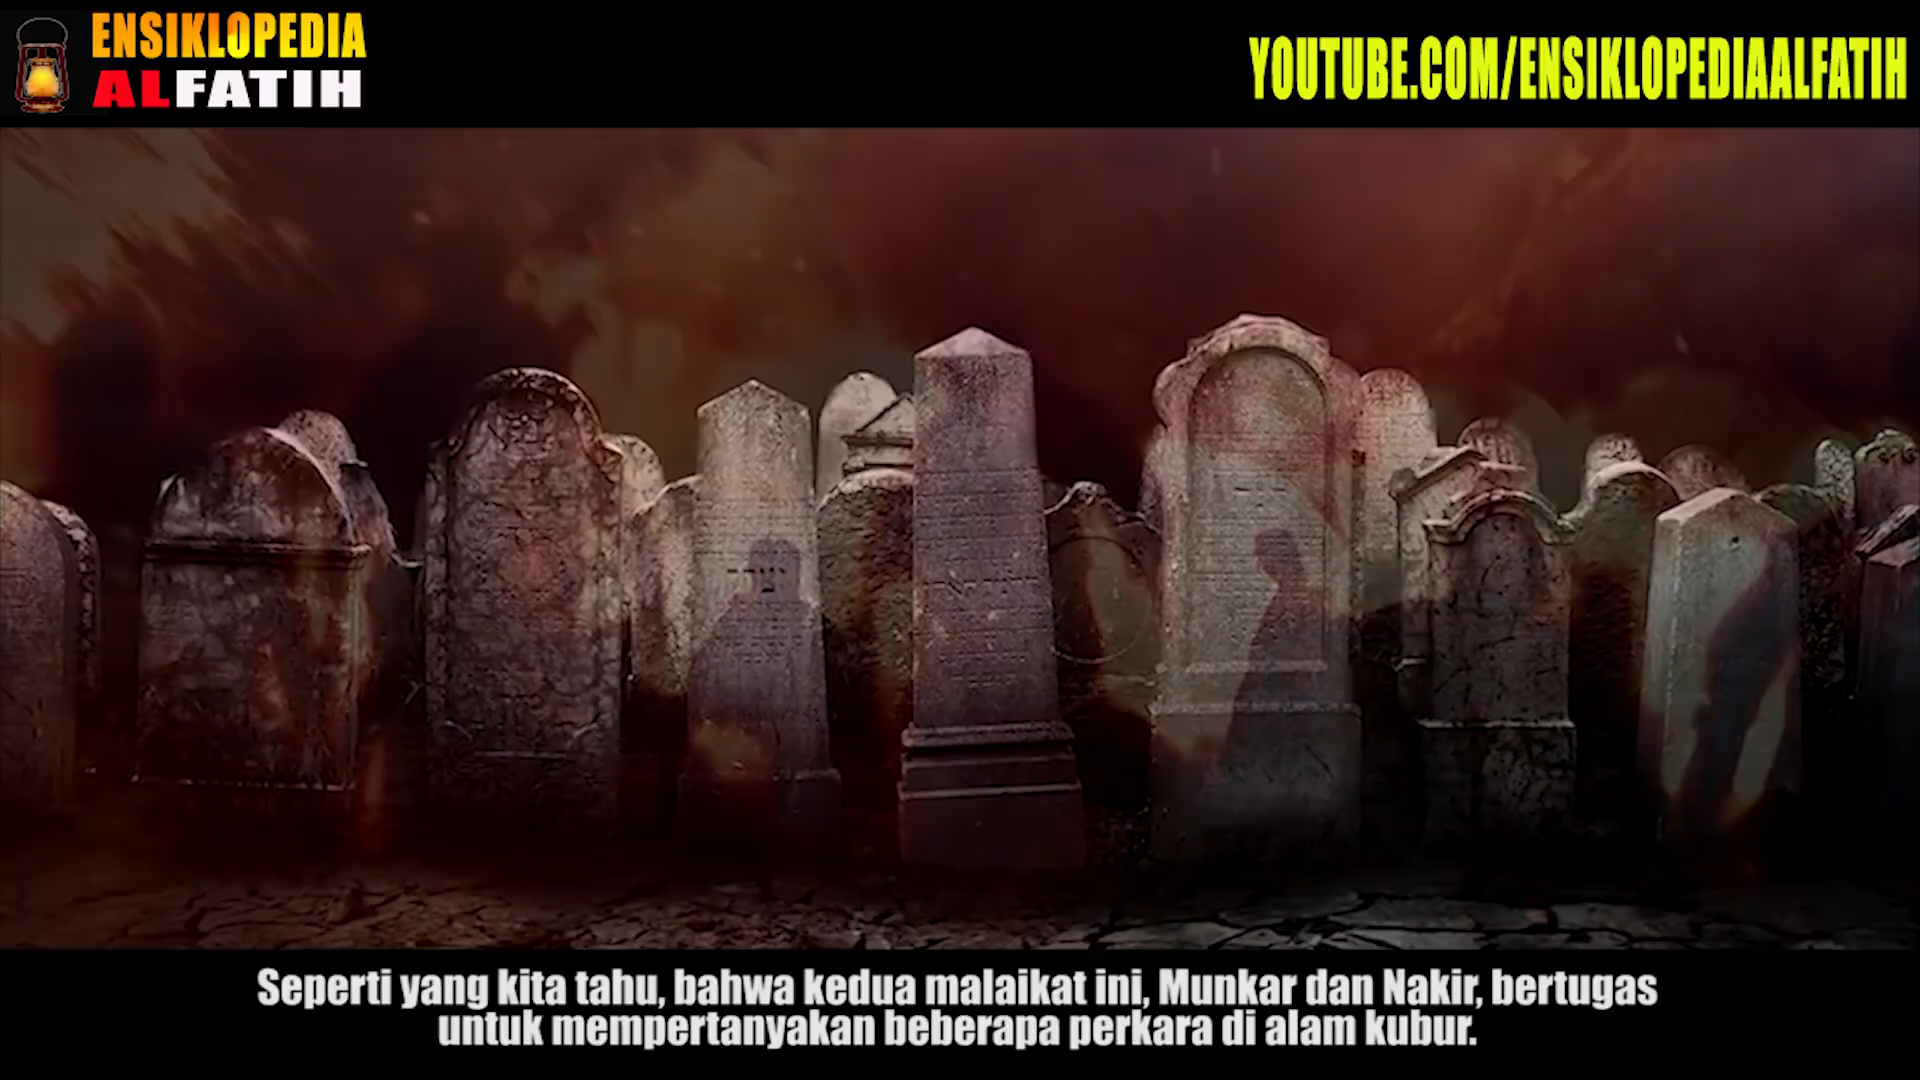 ENSIKLOPEDIA
ALFATIH
YOUTUBE.COM/ENSIKLOPEDIAALFATIH
Seperti yang kita tahu, bahwa kedua malaikat ini, Munkar dan Nakir, bertugas
untuk mempertanyakan beberapa perkara di alam kubur.